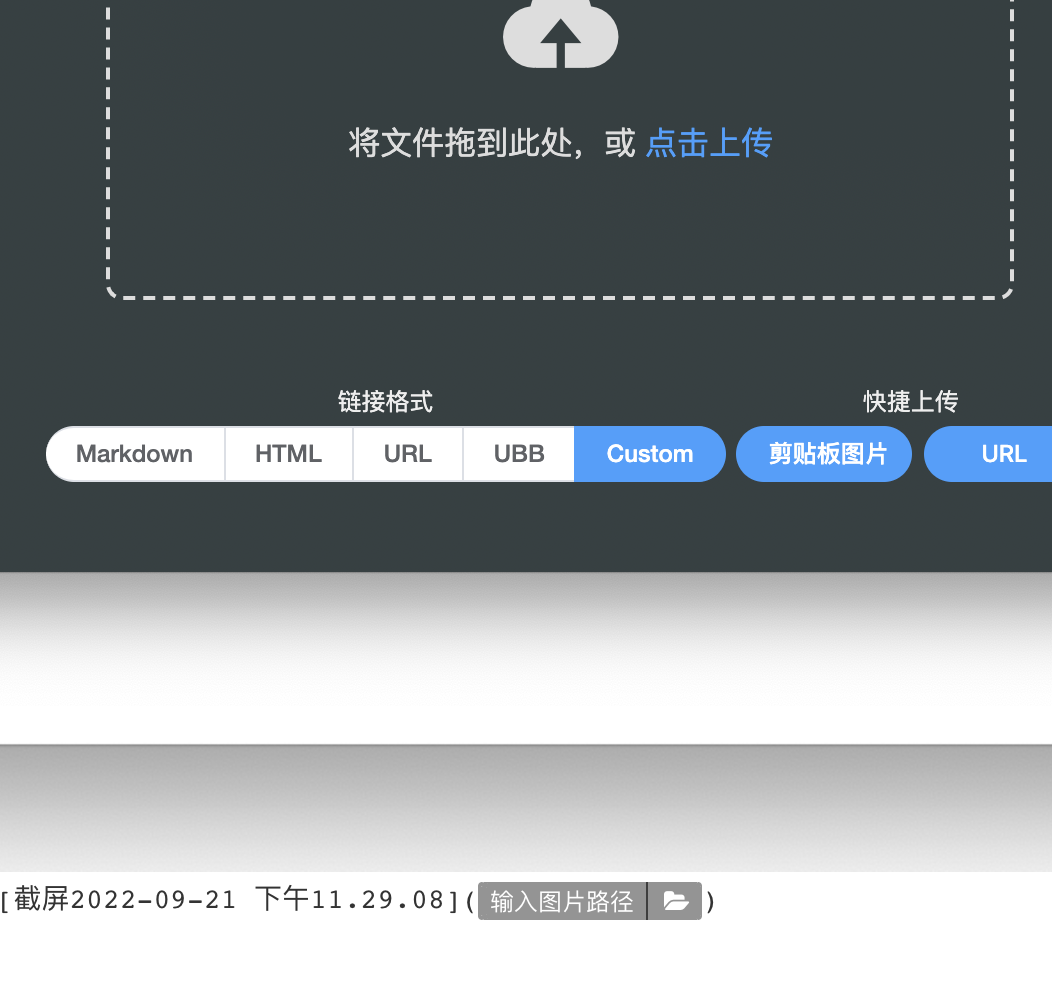 将文件拖到此处，或 点击上传
链接格式
快捷上传
Markdown HTML URL UBB Custom 剪贴板图片 URL
[截屏2022-09-21 下午11.29.08](输入图片路径)